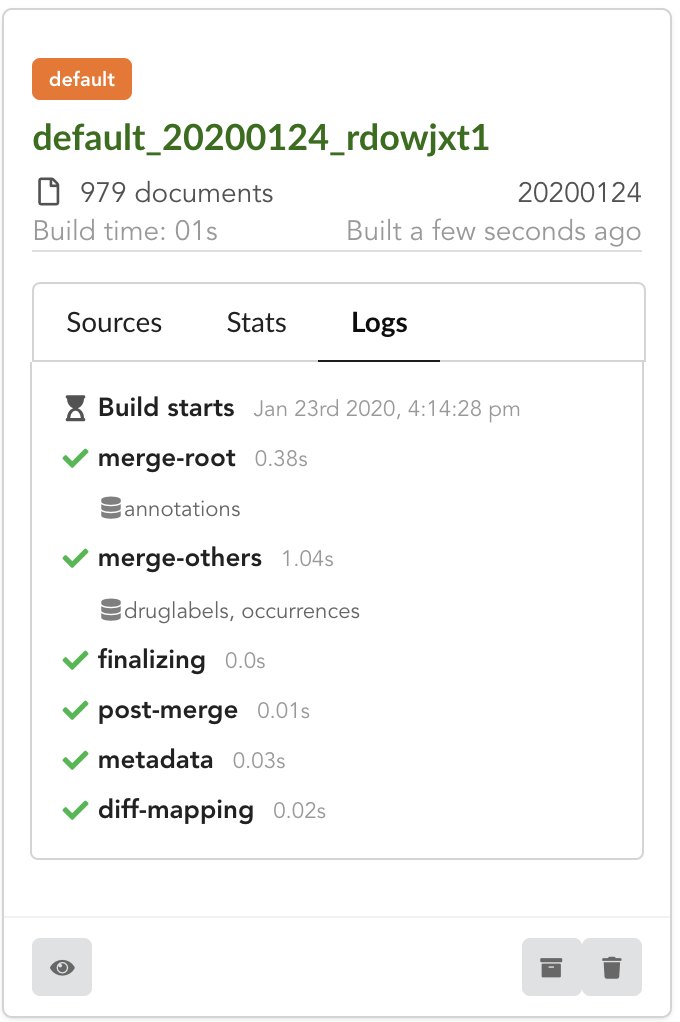 default
default_20200124_rdowjxt1
979 documents 20200124
Build time: 01s Built a few seconds ago
Sources Stats Logs
Build starts Jan 23rd 2020, 4:14:28 pm
merge-root 0.38s
annotations
merge-others 1.04s
druglabels, occurrences
finalizing 0.0s
post-merge 0.01s
metadata 0.03s
diff-mapping 0.02s